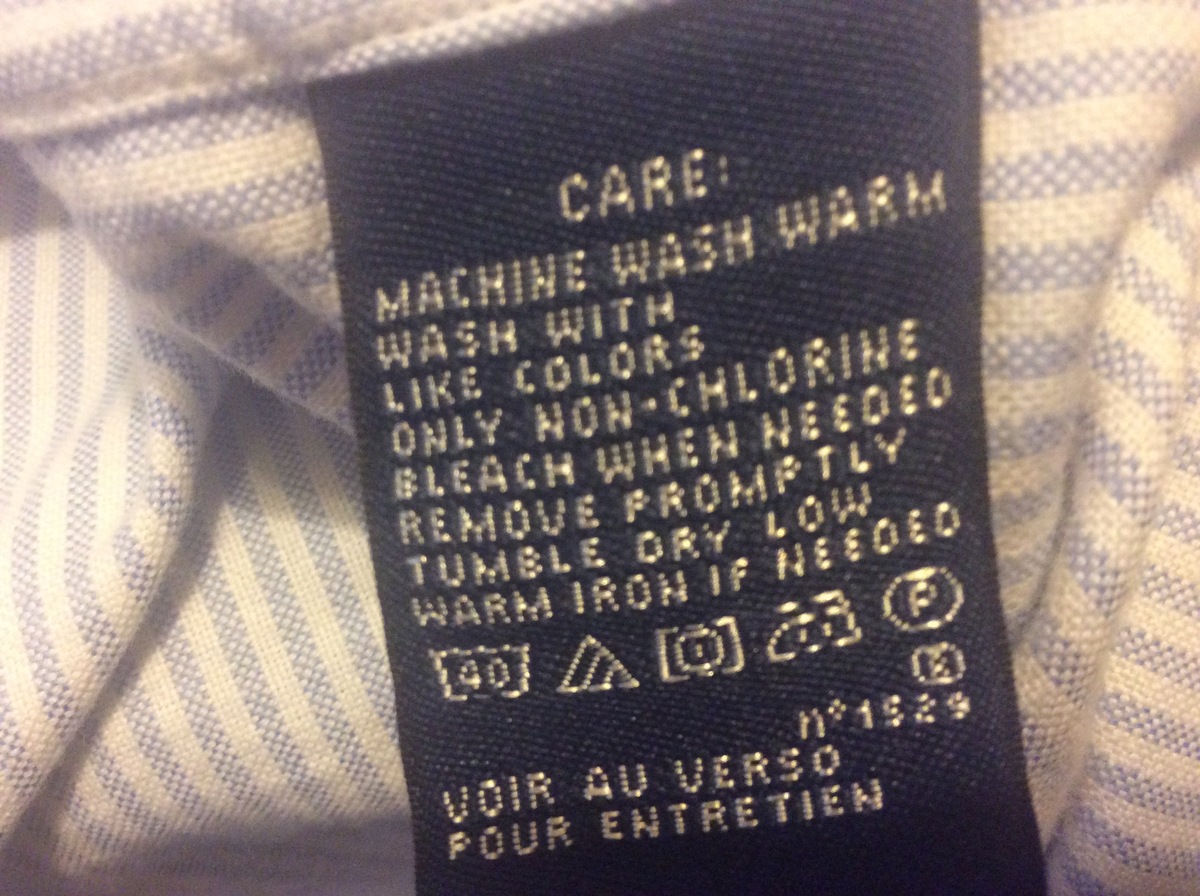 CARE:
MACHINE WASH WARM
WASH WITH
LIKE COLORS
ONLY NON-CHLORINE
BLEACH WHEN NEEDED
REMOVE PROMPTLY
TUMBLE DRY LOW
WARM IRON IF NEEDED
40 P
K
n°1529
VOIR AU VERSO
POUR ENTRETIEN